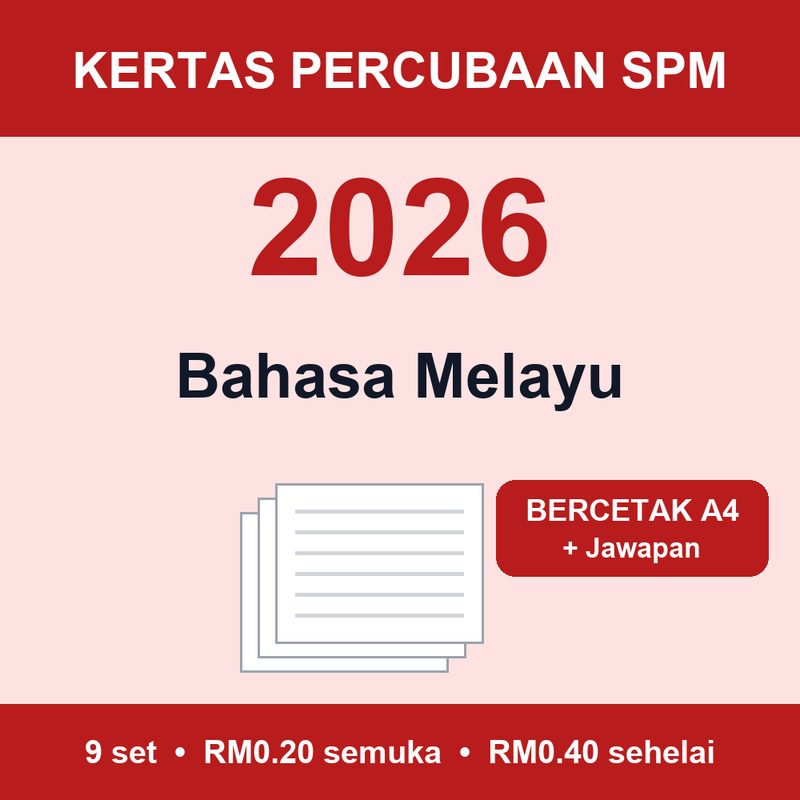 KERTAS PERCUBAAN SPM
2026
Bahasa Melayu
BERCETAK A4
+ Jawapan
9 set • RM0.20 semuka • RM0.40 sehelai